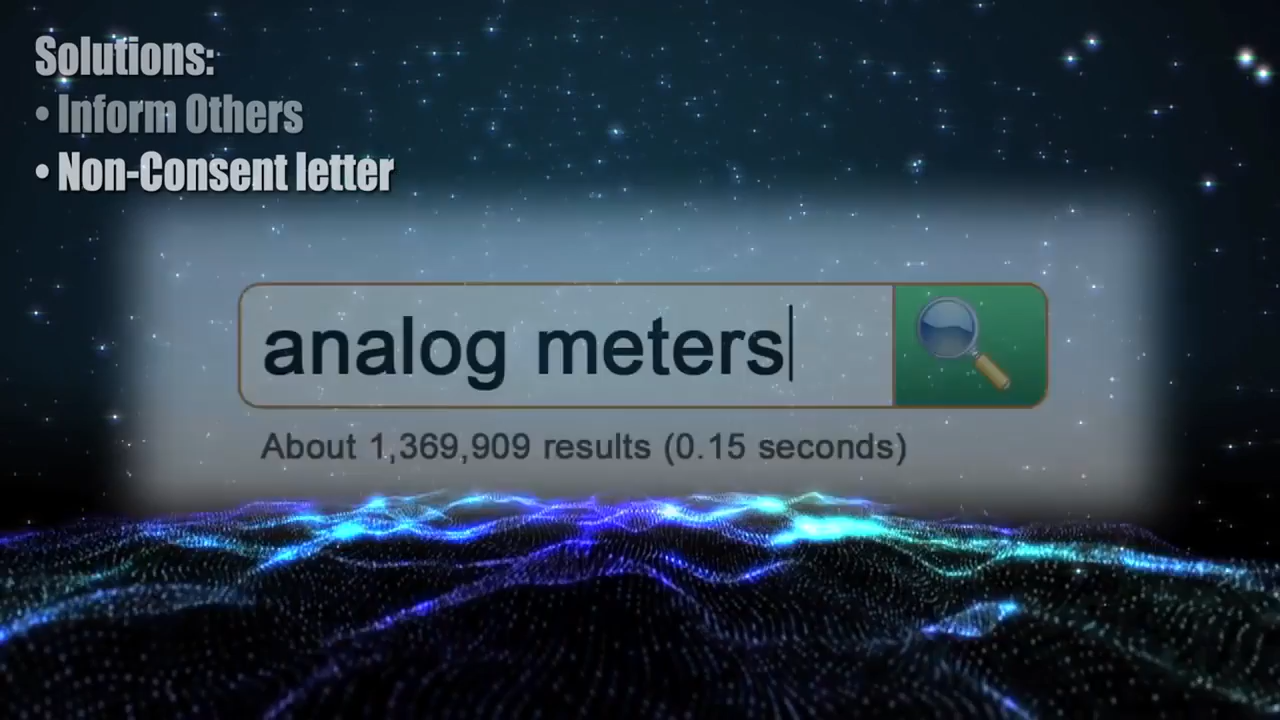 Solutions:
• Inform Others
• Non-Consent letter
analog meters
About 1,369,909 results (0.15 seconds)